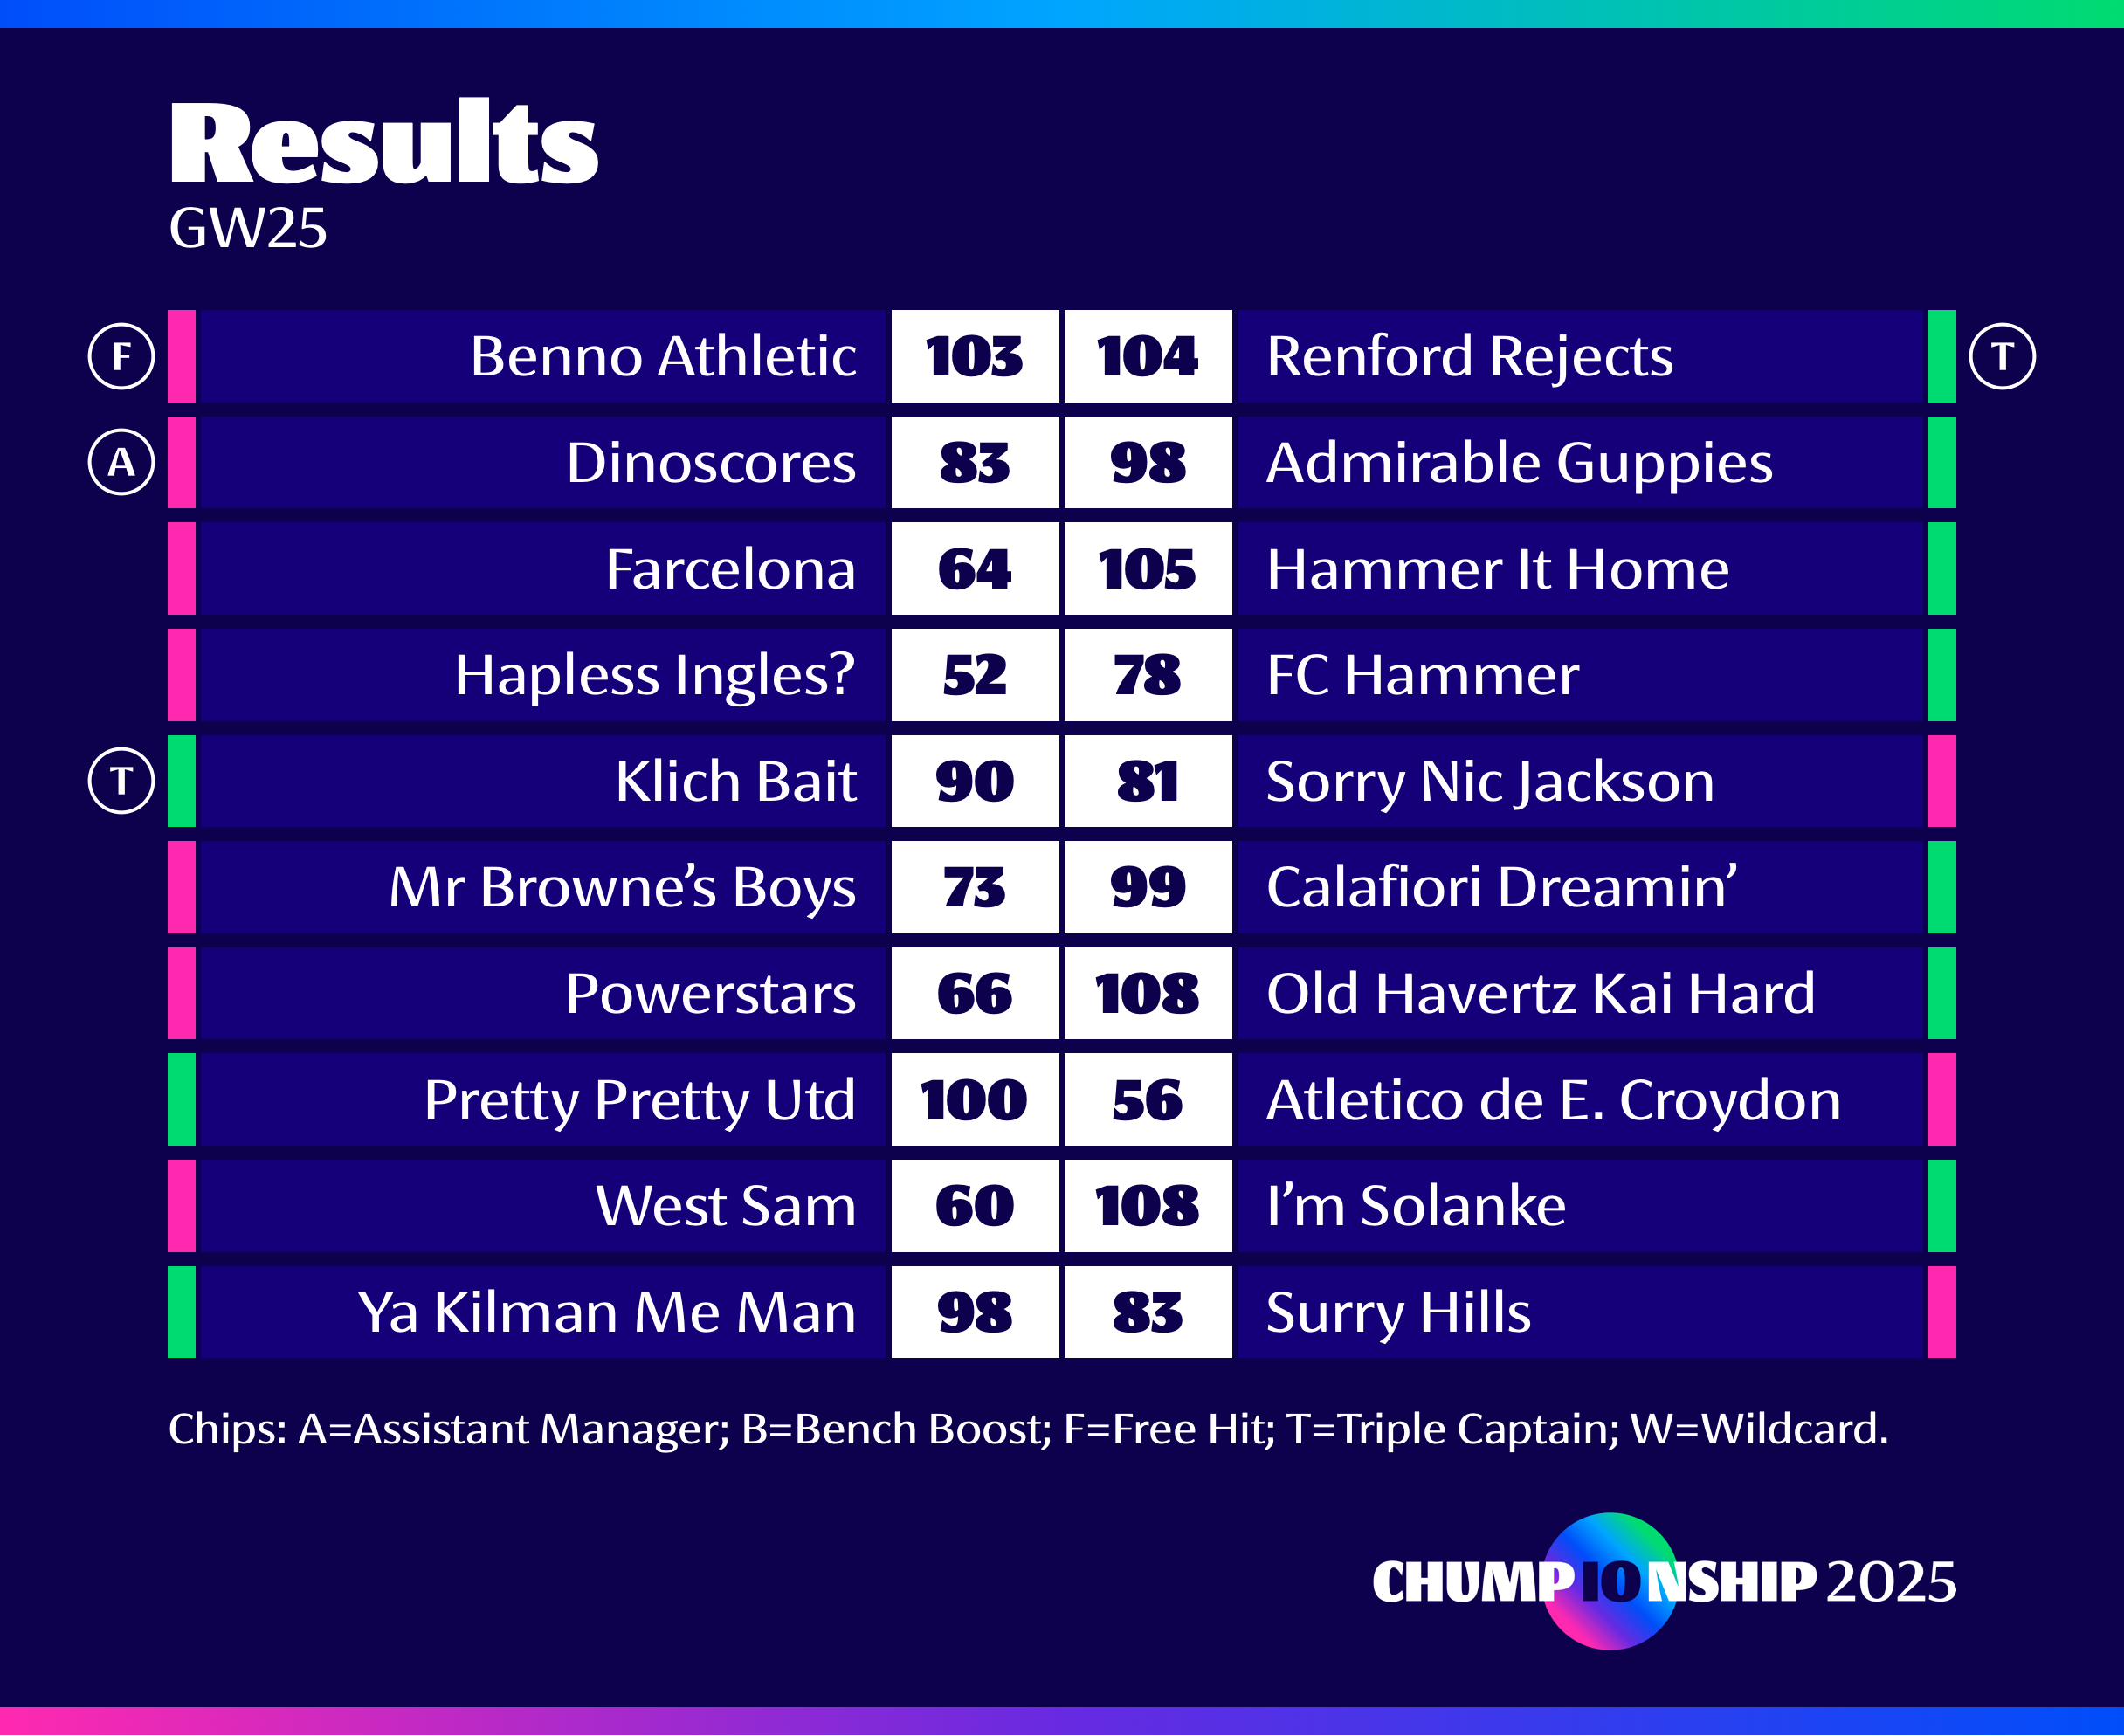 Results
GW25
F Benno Athletic 103 104 Renford Rejects T
A Dinoscores 83 98 Admirable Guppies
Farcelona 64 105 Hammer It Home
Hapless Ingles? 52 78 FC Hammer
T Klich Bait 90 81 Sorry Nic Jackson
Mr Browne’s Boys 73 99 Calafiori Dreamin’
Powerstars 66 108 Old Havertz Kai Hard
Pretty Pretty Utd 100 56 Atletico de E. Croydon
West Sam 60 108 I’m Solanke
Ya Kilman Me Man 98 83 Surry Hills
Chips: A=Assistant Manager; B=Bench Boost; F=Free Hit; T=Triple Captain; W=Wildcard.
CHUMP10NSHIP 2025